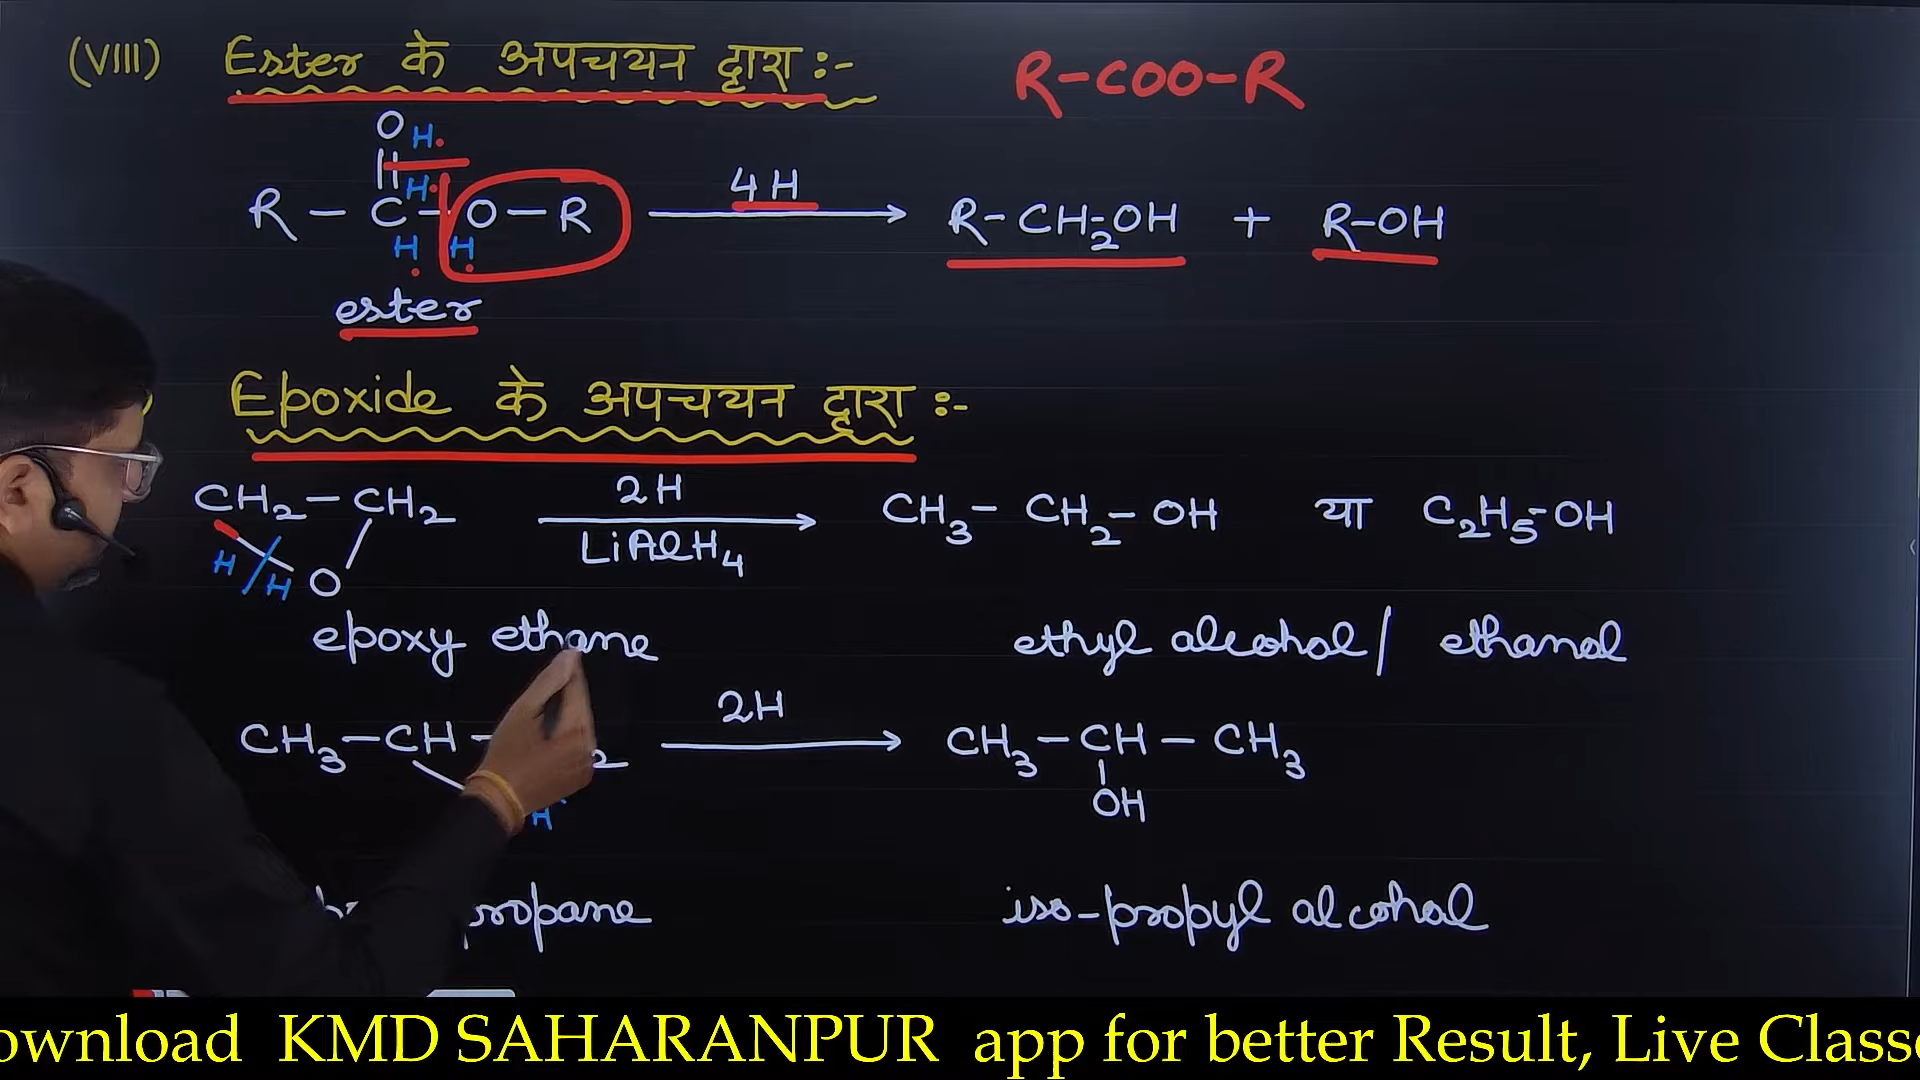 (VIII) Ester के अपचयन द्वारा :-
R-COO-R
O H
H
R - C - O - R 4H R-CH2OH + R-OH
H H
ester
Epoxide के अपचयन द्वारा :-
CH2 - CH2 2H CH3 - CH2 - OH या C2H5-OH
LiAlH4
H H O
epoxy ethane ethyl alcohol / ethanol
CH3 - CH - 2 2H CH3 - CH - CH3
H OH
propane iso-propyl alcohol
ownload KMD SAHARANPUR app for better Result, Live Classe